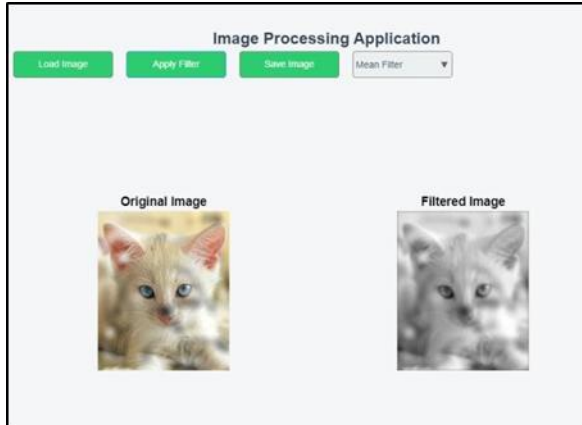 Image Processing Application
Load Image Apply Filter Save Image Mean Filter
Original Image Filtered Image